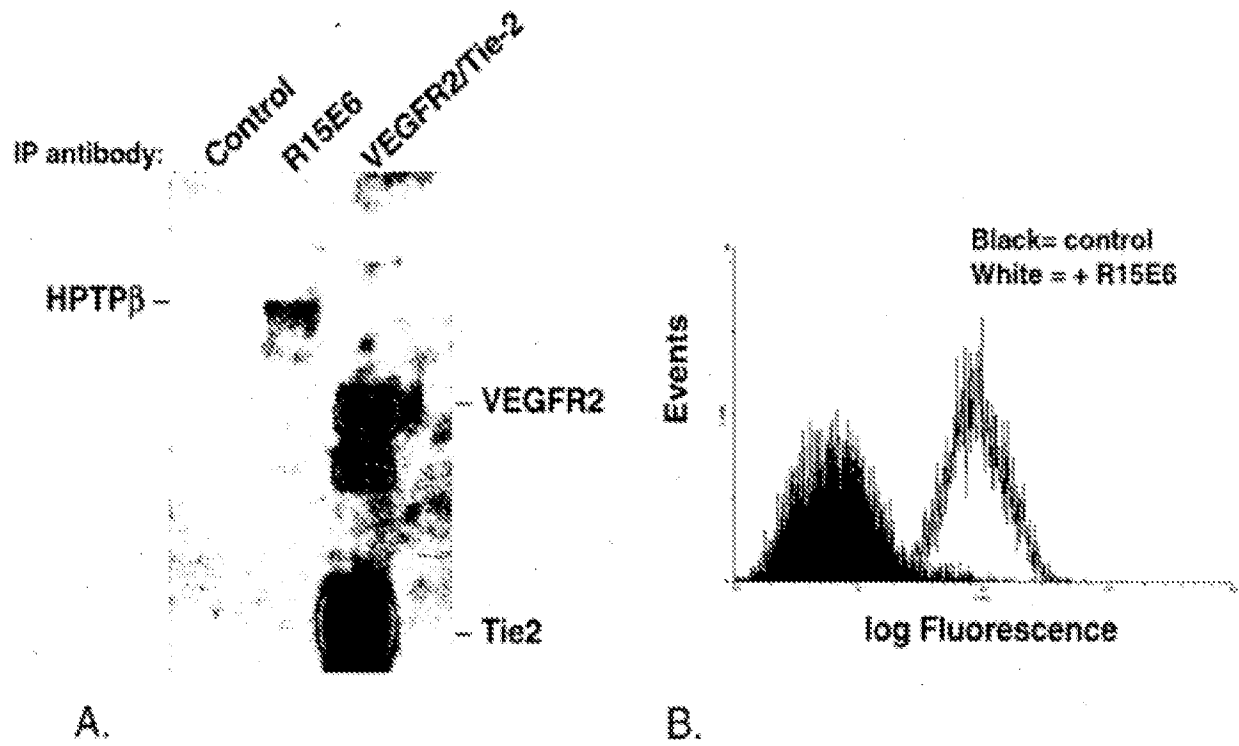 IP antibody:
Control
R15E6
VEGFR2/Tie-2
HPTPβ –
– VEGFR2
– Tie2
A.
Black= control
White = + R15E6
Events
log Fluorescence
B.